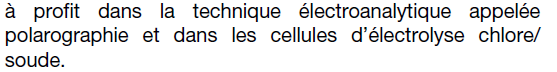 à profit dans la technique électroanalytique appelée
polarographie et dans les cellules d’électrolyse chlore/
soude.